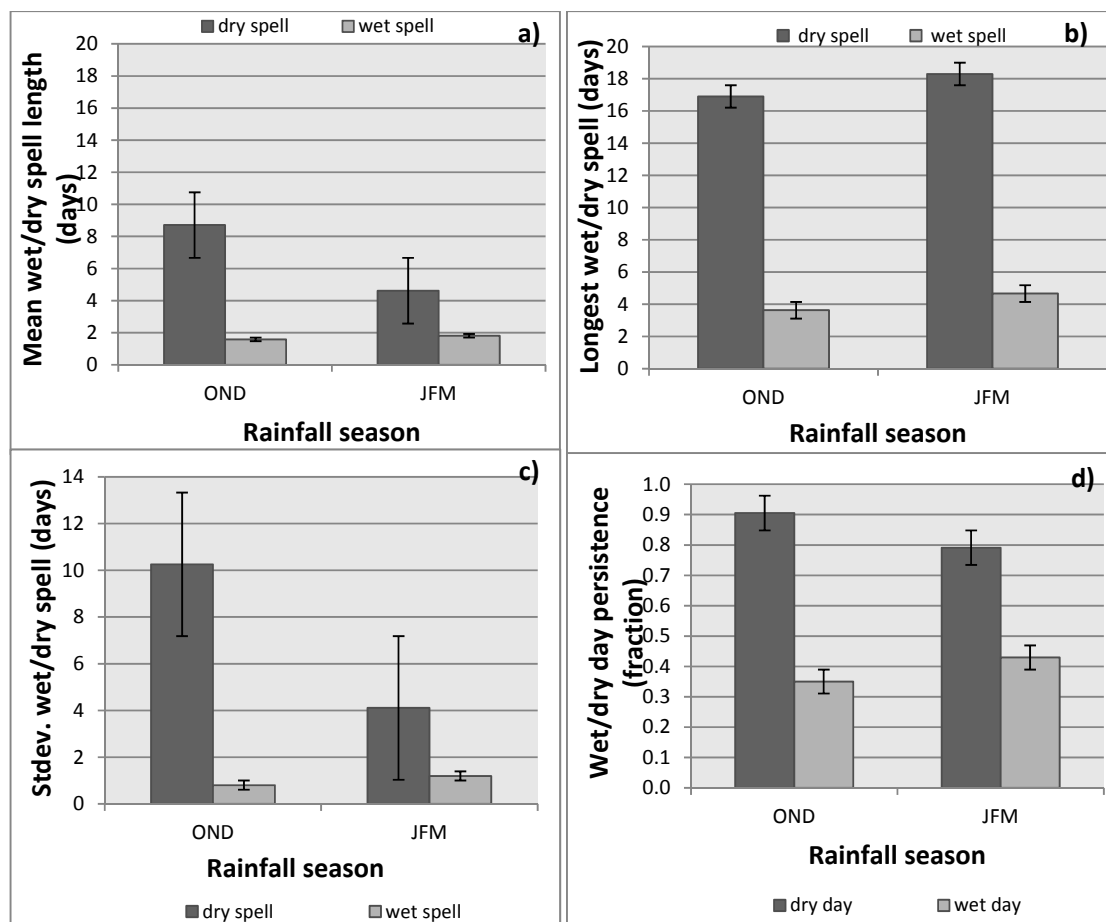 dry spell wet spell
a)
20
18
16
14
12
10
8
6
4
2
0
Mean wet/dry spell length
(days)
OND JFM
Rainfall season
dry spell wet spell
b)
20
18
16
14
12
10
8
6
4
2
0
Longest wet/dry spell (days)
OND JFM
Rainfall season
c)
14
12
10
8
6
4
2
0
Stdev. wet/dry spell (days)
OND JFM
Rainfall season
dry spell wet spell
d)
1.0
0.9
0.8
0.7
0.6
0.5
0.4
0.3
0.2
0.1
0.0
Wet/dry day persistence
(fraction)
OND JFM
Rainfall season
dry day wet day